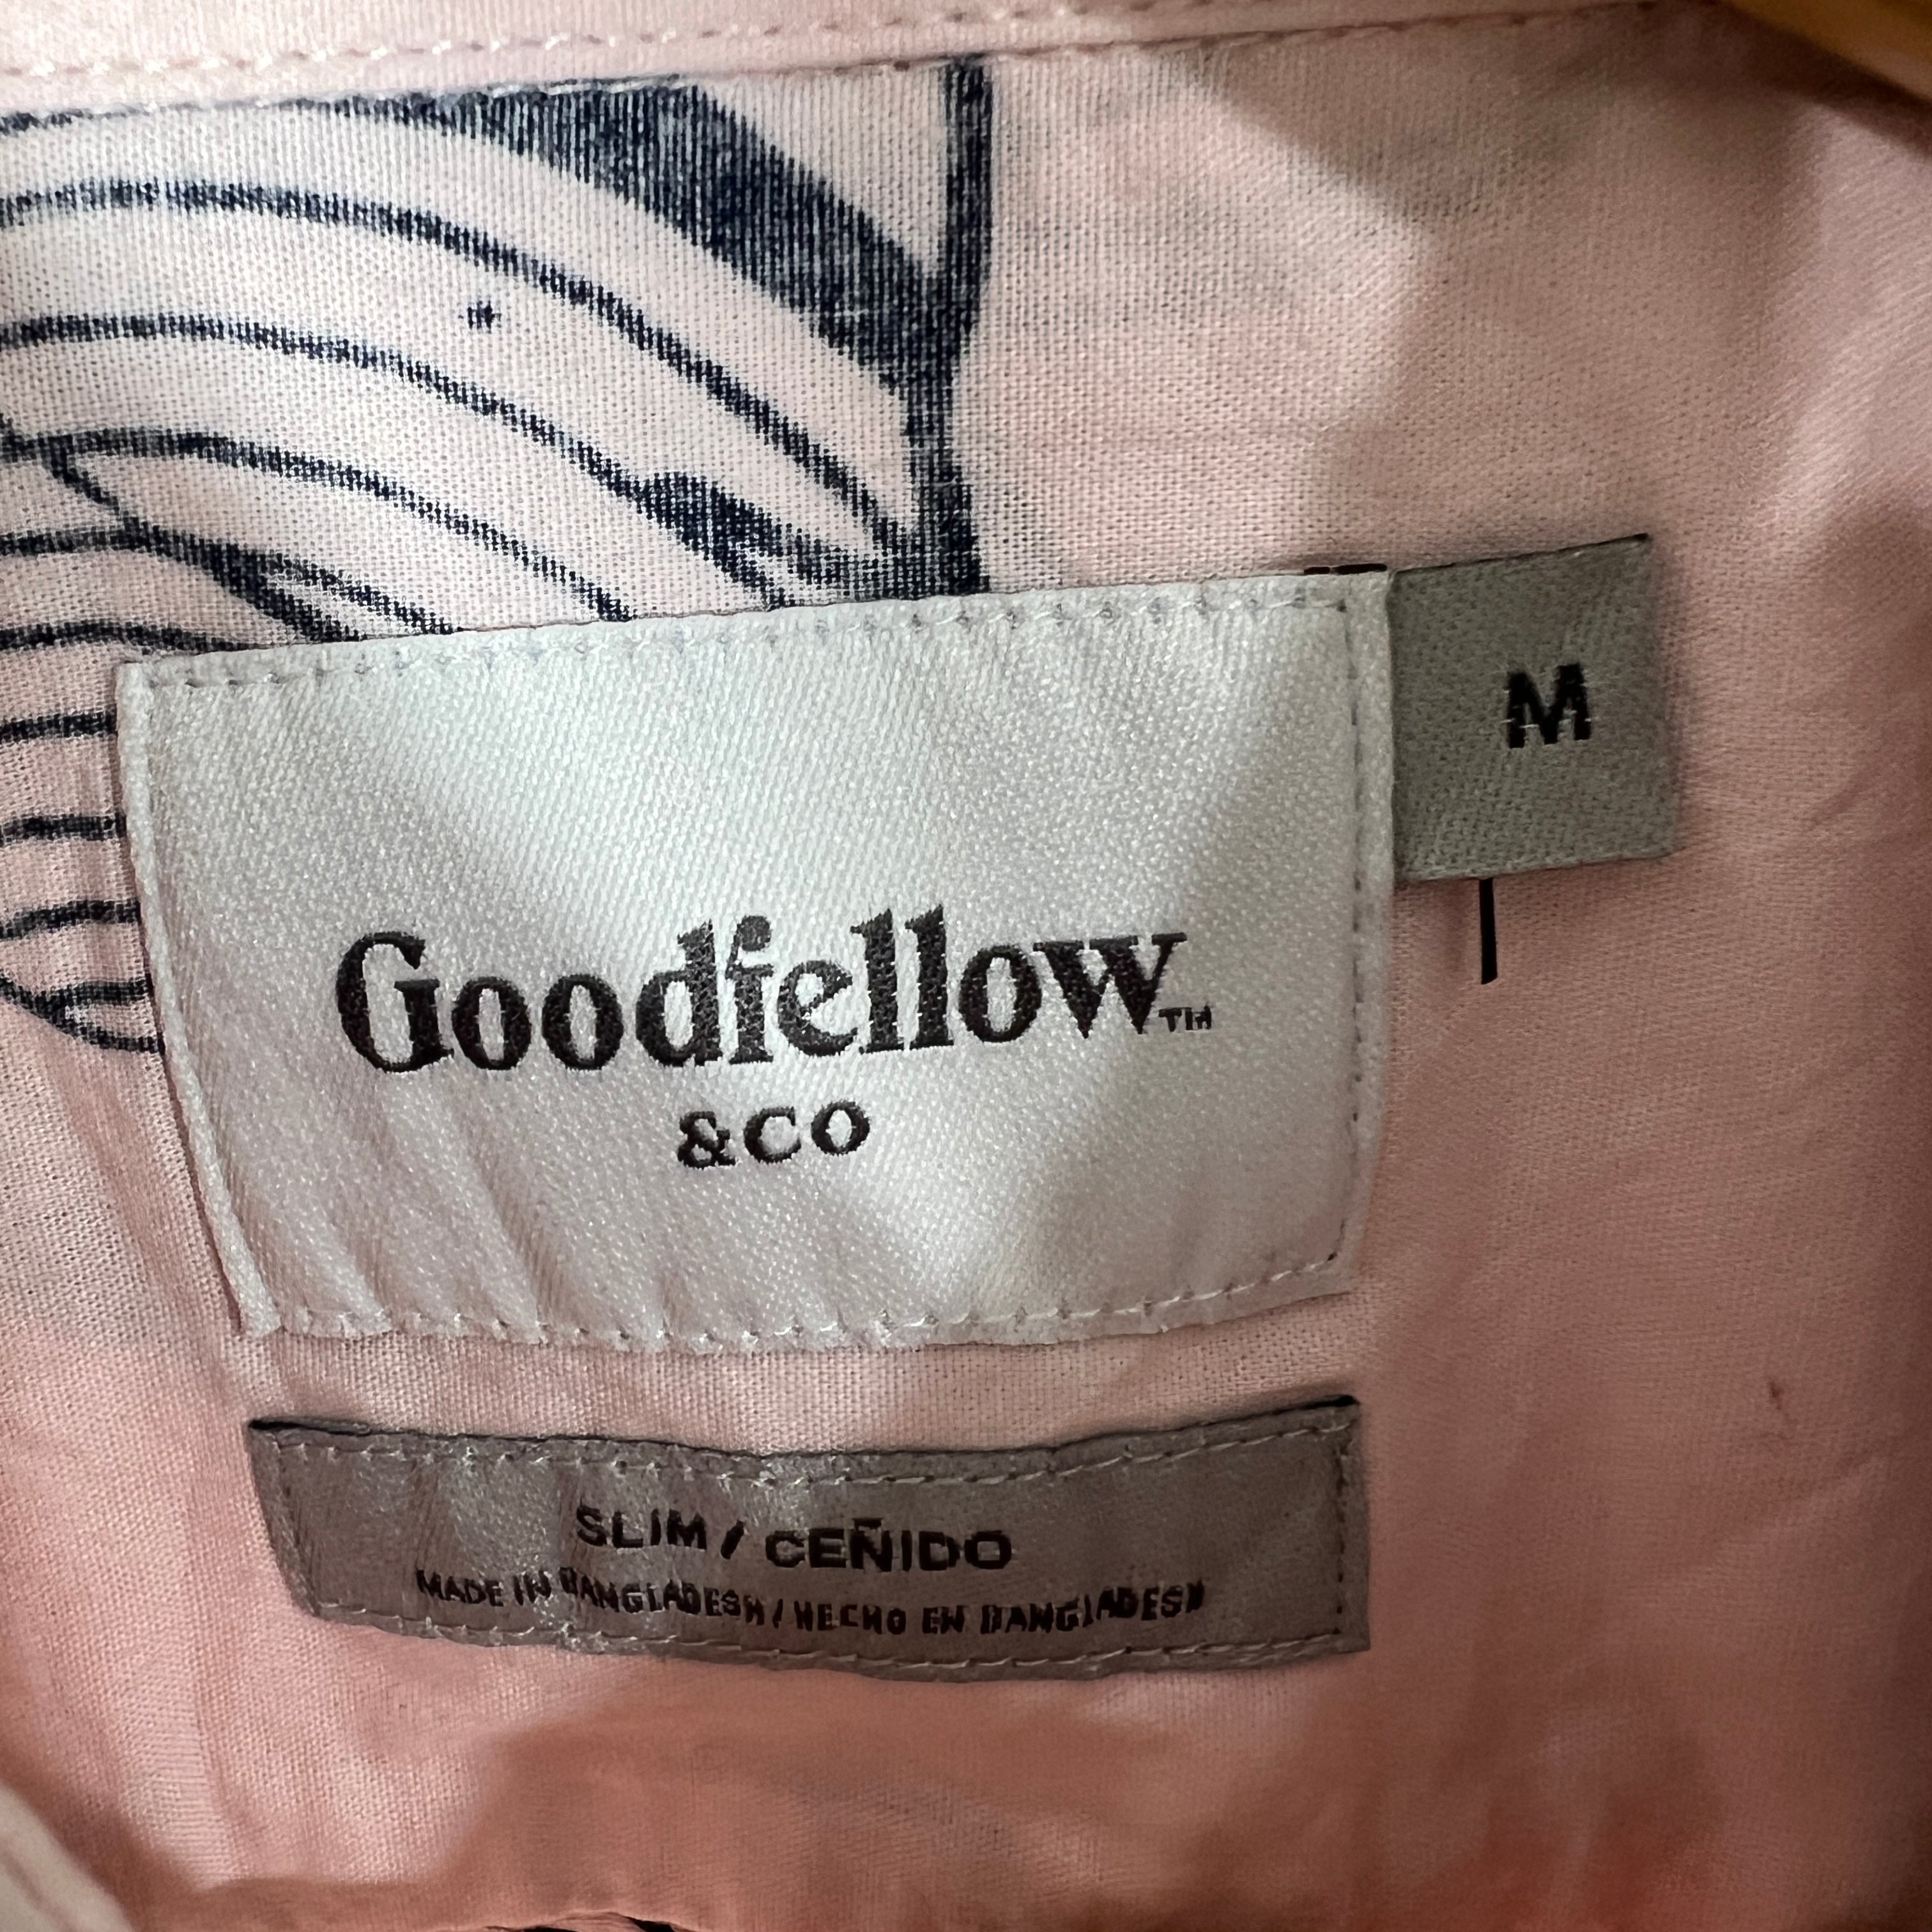 M
Goodfellow™
&CO
SLIM / CEÑIDO
MADE IN BANGLADESH / HECHO EN BANGLADESH